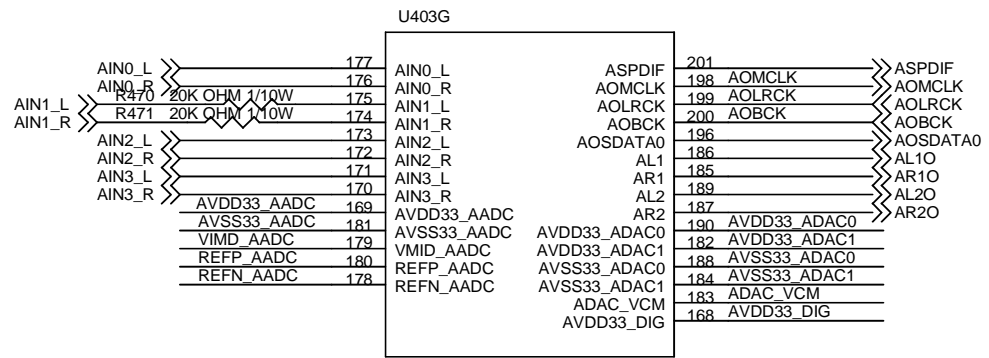 U403G
AIN0_L 177 AIN0_L ASPDIF 201 ASPDIF
AIN0_R 176 AIN0_R AOMCLK 198 AOMCLK AOMCLK
AIN1_L R470 20K OHM 1/10W 175 AIN1_L AOLRCK 199 AOLRCK AOLRCK
AIN1_R R471 20K OHM 1/10W 174 AIN1_R AOBCK 200 AOBCK AOBCK
AIN2_L 173 AIN2_L AOSDATA0 196 AOSDATA0
AIN2_R 172 AIN2_R AL1 186 AL1O
AIN3_L 171 AIN3_L AR1 185 AR1O
AIN3_R 170 AIN3_R AL2 189 AL2O
AVDD33_AADC 169 AVDD33_AADC AR2 187 AR2O
AVSS33_AADC 181 AVSS33_AADC AVDD33_ADAC0 190 AVDD33_ADAC0
VIMD_AADC 179 VMID_AADC AVDD33_ADAC1 182 AVDD33_ADAC1
REFP_AADC 180 REFP_AADC AVSS33_ADAC0 188 AVSS33_ADAC0
REFN_AADC 178 REFN_AADC AVSS33_ADAC1 184 AVSS33_ADAC1
ADAC_VCM 183 ADAC_VCM
AVDD33_DIG 168 AVDD33_DIG